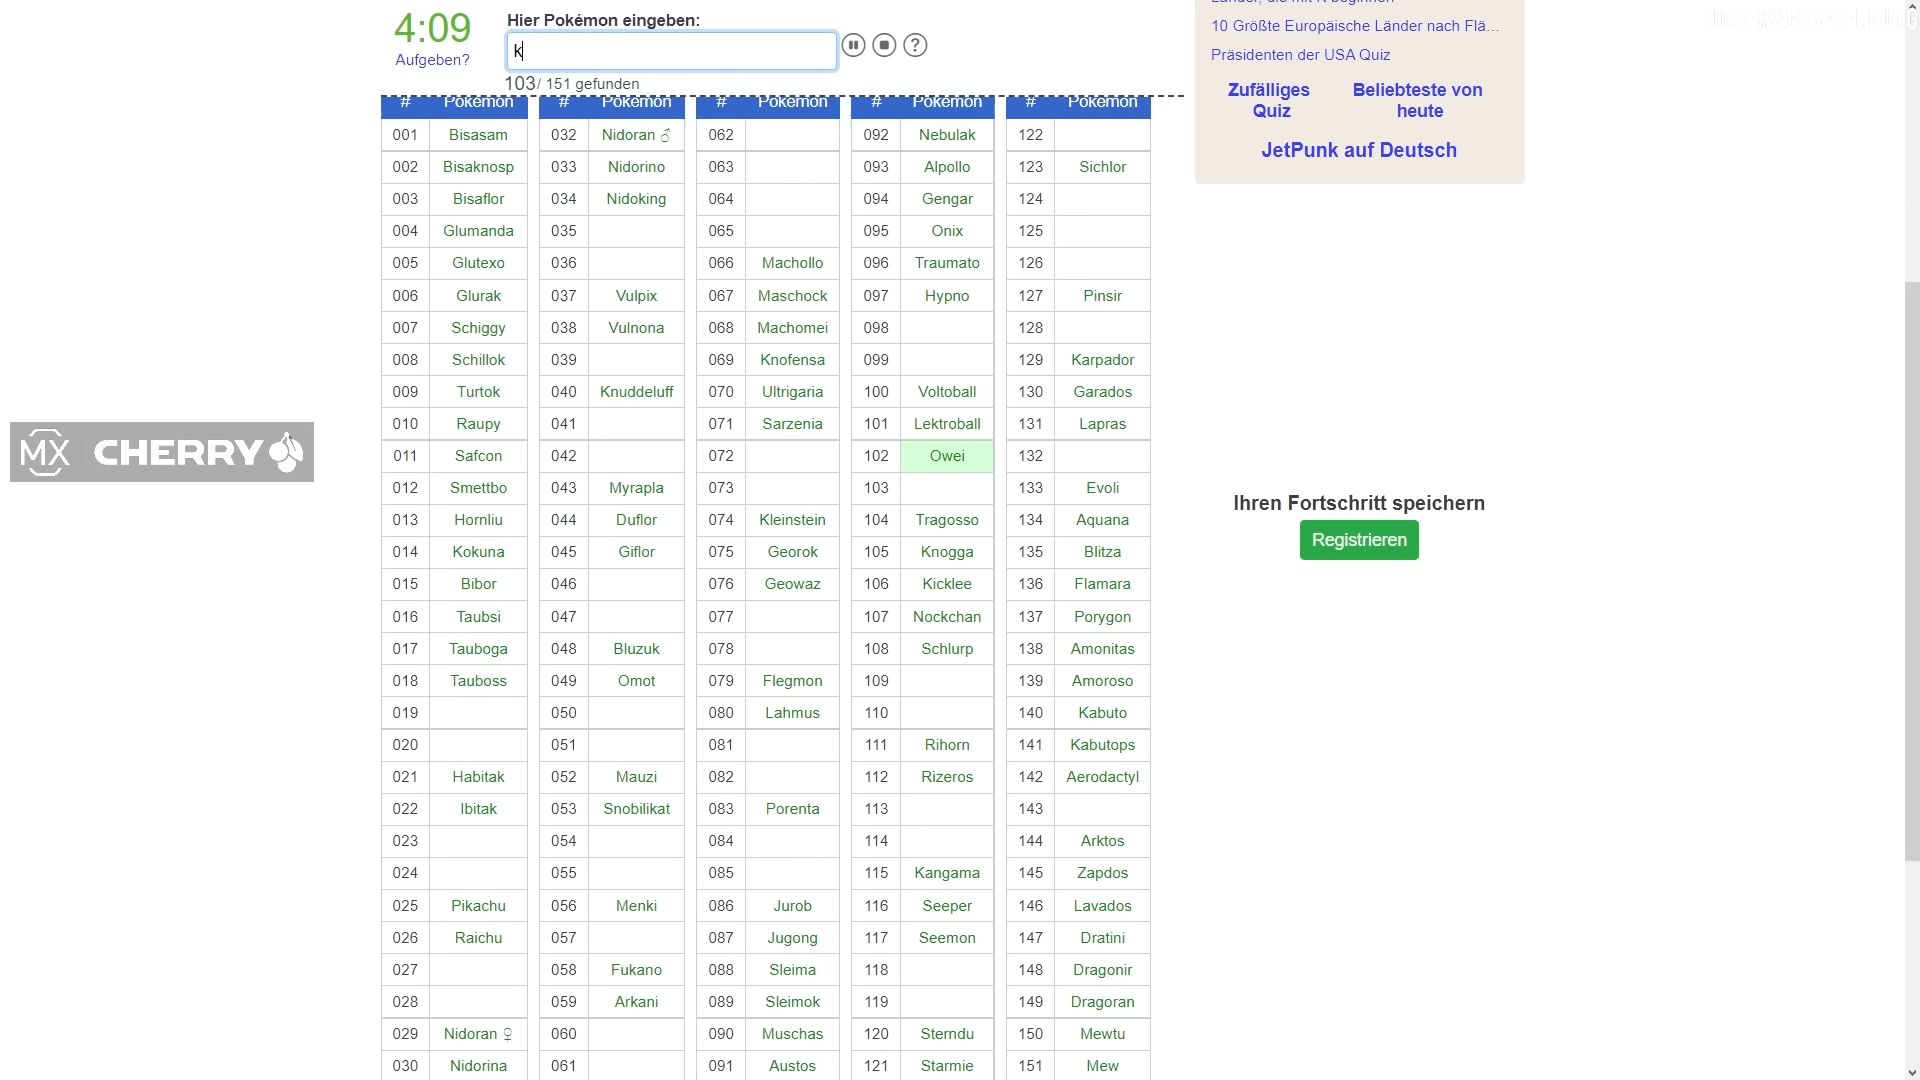 4:09
Aufgeben?
Hier Pokémon eingeben:
k
103/ 151 gefunden
# Pokémon # Pokémon # Pokémon # Pokémon # Pokémon
001 Bisasam 032 Nidoran ♂ 062 092 Nebulak 122
002 Bisaknosp 033 Nidorino 063 093 Alpollo 123 Sichlor
003 Bisaflor 034 Nidoking 064 094 Gengar 124
004 Glumanda 035 065 095 Onix 125
005 Glutexo 036 066 Machollo 096 Traumato 126
006 Glurak 037 Vulpix 067 Maschock 097 Hypno 127 Pinsir
007 Schiggy 038 Vulnona 068 Machomei 098 128
008 Schillok 039 069 Knofensa 099 129 Karpador
009 Turtok 040 Knuddeluff 070 Ultrigaria 100 Voltoball 130 Garados
010 Raupy 041 071 Sarzenia 101 Lektroball 131 Lapras
011 Safcon 042 072 102 Owei 132
012 Smettbo 043 Myrapla 073 103 133 Evoli
013 Hornliu 044 Duflor 074 Kleinstein 104 Tragosso 134 Aquana
014 Kokuna 045 Giflor 075 Georok 105 Knogga 135 Blitza
015 Bibor 046 076 Geowaz 106 Kicklee 136 Flamara
016 Taubsi 047 077 107 Nockchan 137 Porygon
017 Tauboga 048 Bluzuk 078 108 Schlurp 138 Amonitas
018 Tauboss 049 Omot 079 Flegmon 109 139 Amoroso
019 050 080 Lahmus 110 140 Kabuto
020 051 081 111 Rihorn 141 Kabutops
021 Habitak 052 Mauzi 082 112 Rizeros 142 Aerodactyl
022 Ibitak 053 Snobilikat 083 Porenta 113 143
023 054 084 114 144 Arktos
024 055 085 115 Kangama 145 Zapdos
025 Pikachu 056 Menki 086 Jurob 116 Seeper 146 Lavados
026 Raichu 057 087 Jugong 117 Seemon 147 Dratini
027 058 Fukano 088 Sleima 118 148 Dragonir
028 059 Arkani 089 Sleimok 119 149 Dragoran
029 Nidoran ♀ 060 090 Muschas 120 Sterndu 150 Mewtu
030 Nidorina 061 091 Austos 121 Starmie 151 Mew
Länder, die mit K beginnen
10 Größte Europäische Länder nach Flä...
Präsidenten der USA Quiz
Zufälliges Quiz
Beliebteste von heute
JetPunk auf Deutsch
Ihren Fortschritt speichern
Registrieren
MX CHERRY